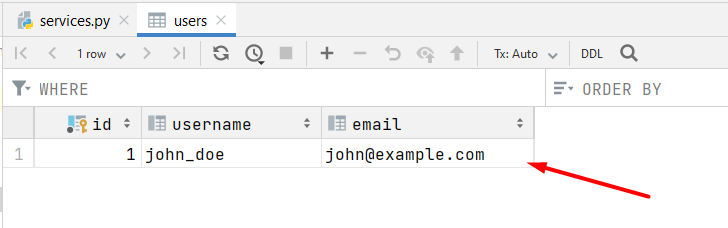 services.py users
1 row Tx: Auto DDL
WHERE ORDER BY
id username email
1 1 john_doe john@example.com